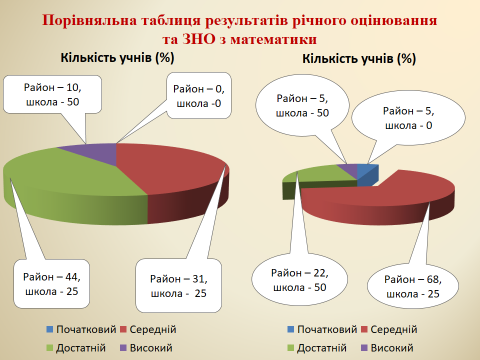 Порівняльна таблиця результатів річного оцінювання
та ЗНО з математики
Кількість учнів (%)
Район – 10,
школа - 50
Район – 0,
школа -0
Район – 44,
школа - 25
Район – 31,
школа - 25
Початковий
Середній
Достатній
Високий
Кількість учнів (%)
Район – 5,
школа - 50
Район – 5,
школа - 0
Район – 22,
школа - 50
Район – 68,
школа - 25
Початковий
Середній
Достатній
Високий